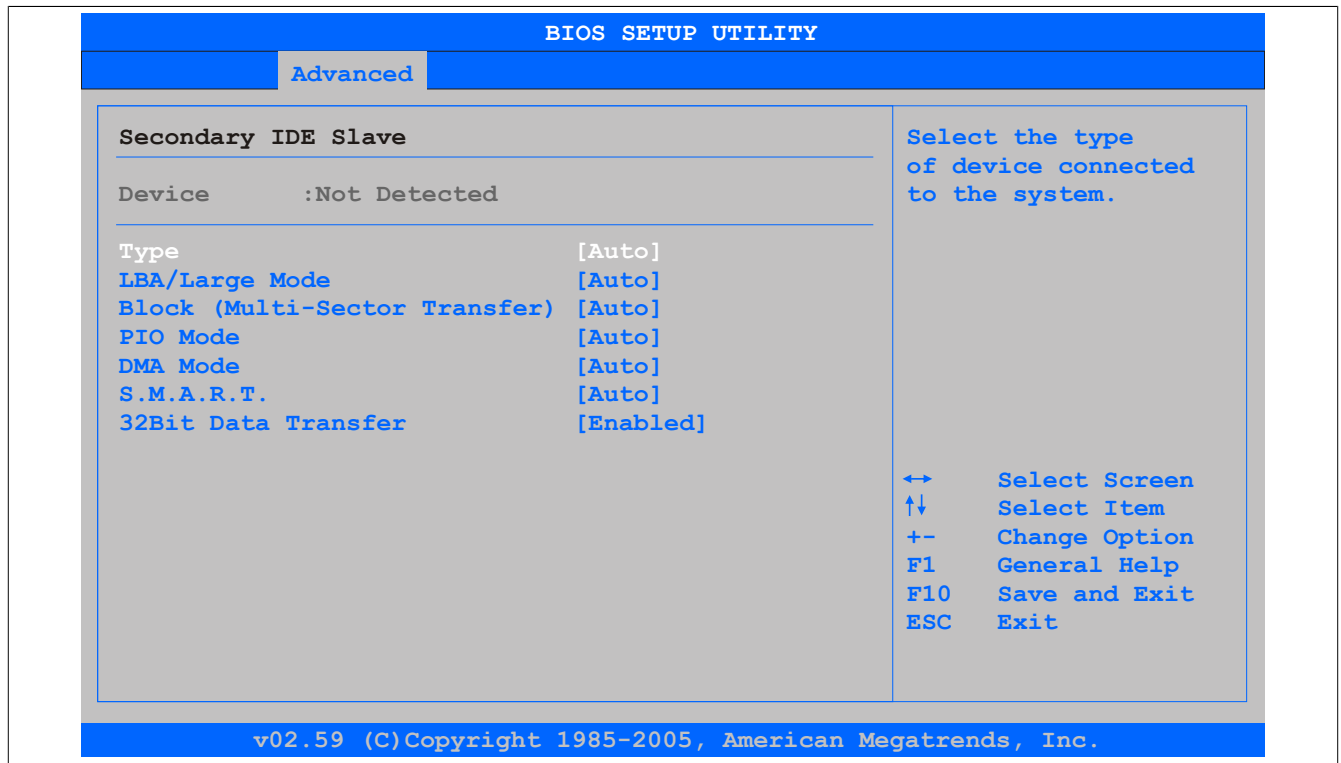 BIOS SETUP UTILITY
Advanced
Secondary IDE Slave
Device :Not Detected
Type [Auto]
LBA/Large Mode [Auto]
Block (Multi-Sector Transfer) [Auto]
PIO Mode [Auto]
DMA Mode [Auto]
S.M.A.R.T. [Auto]
32Bit Data Transfer [Enabled]
Select the type
of device connected
to the system.
↔ Select Screen
↑↓ Select Item
+- Change Option
F1 General Help
F10 Save and Exit
ESC Exit
v02.59 (C)Copyright 1985-2005, American Megatrends, Inc.